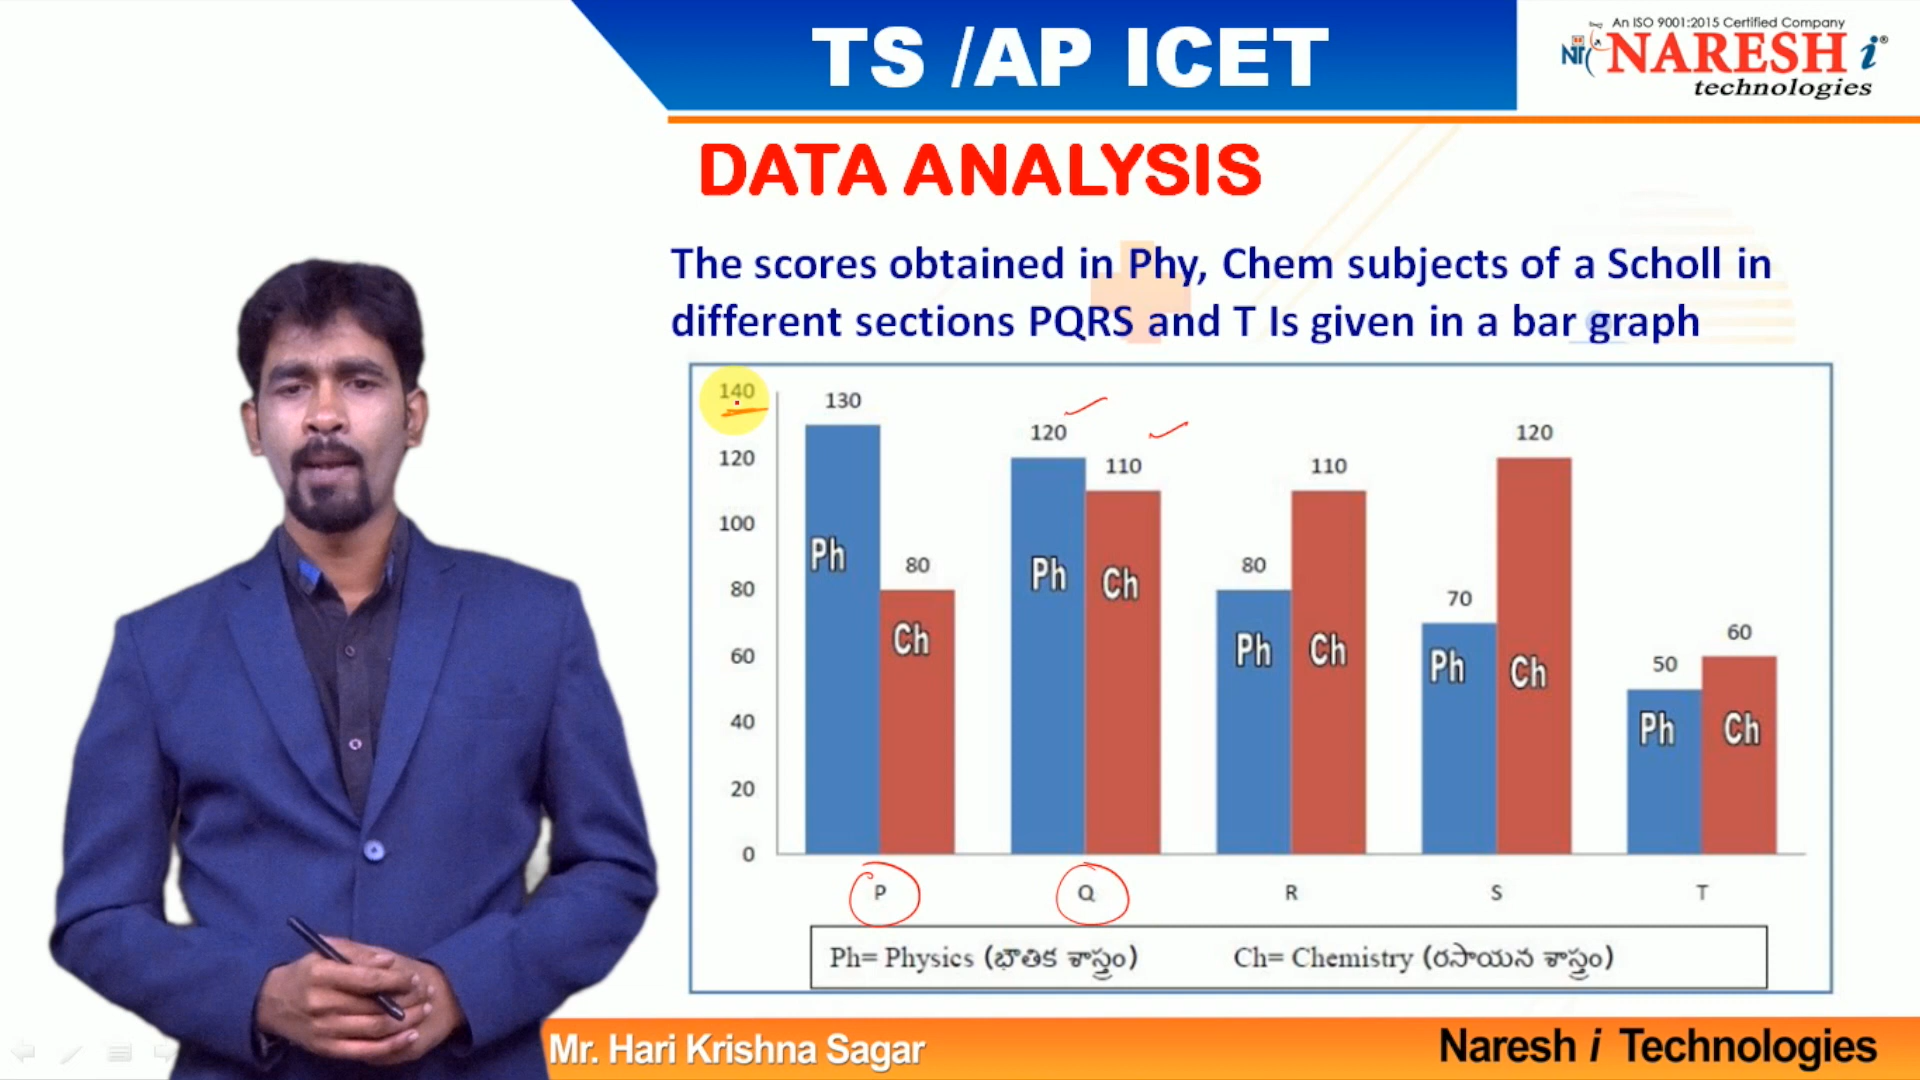 TS /AP ICET
An ISO 9001:2015 Certified Company
NT NARESH i®
technologies
DATA ANALYSIS
The scores obtained in Phy, Chem subjects of a Scholl in
different sections PQRS and T Is given in a bar graph
140
120
100
80
60
40
20
0
130
80
120
110
80
110
70
120
50
60
Ph
Ch
Ph
Ch
Ph
Ch
Ph
Ch
Ph
Ch
P
Q
R
S
T
Ph= Physics (భౌతిక శాస్త్రం) Ch= Chemistry (రసాయన శాస్త్రం)
Mr. Hari Krishna Sagar
Naresh i Technologies